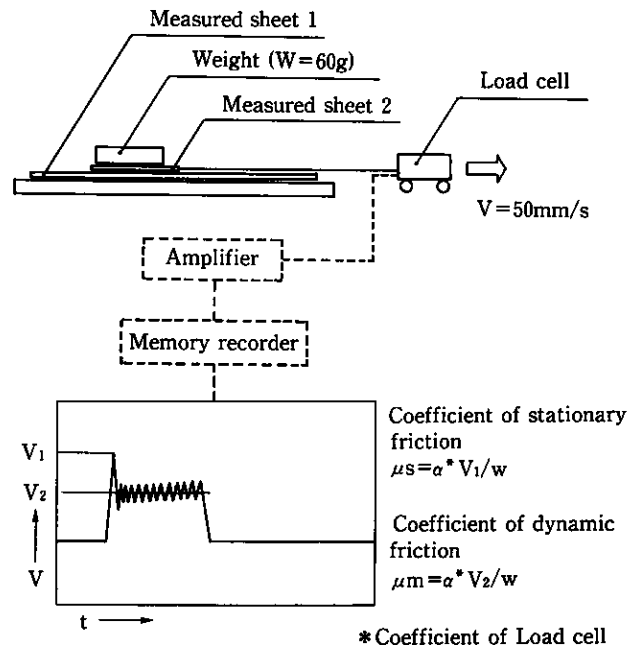 Measured sheet 1
Weight (W=60g)
Measured sheet 2
Load cell
V=50mm/s
Amplifier
Memory recorder
Coefficient of stationary
friction
μs=α* V1/w
Coefficient of dynamic
friction
μm=α* V2/w
V1
V2
V
t
*Coefficient of Load cell